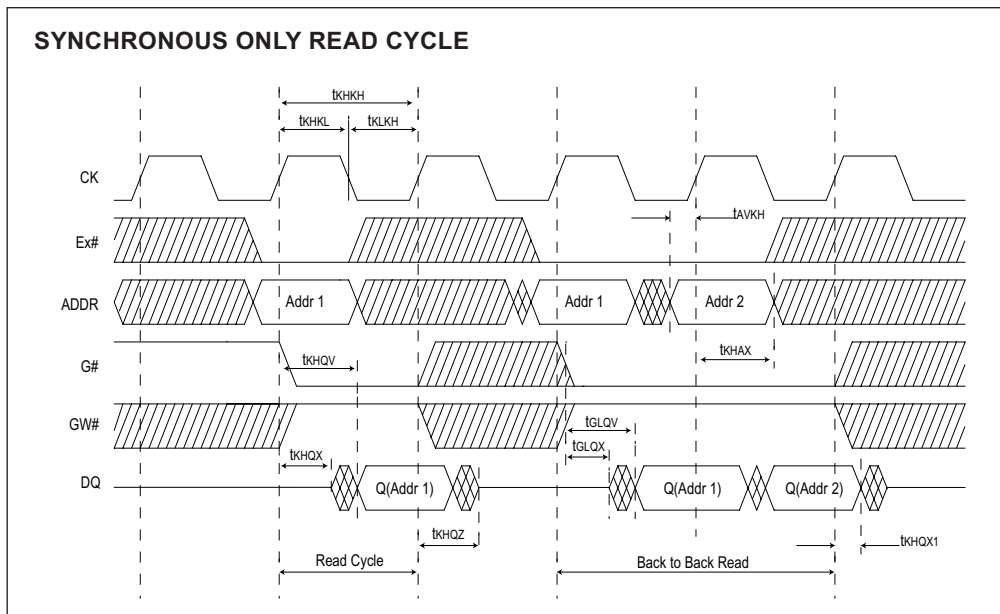 SYNCHRONOUS ONLY READ CYCLE
tKHKH
tKHKL tKLKH
CK
tAVKH
Ex#
ADDR Addr 1 Addr 1 Addr 2
tKHQV tKHAX
G#
GW#
tGLQV
tKHQX tGLQX
DQ Q(Addr 1) Q(Addr 1) Q(Addr 2)
tKHQZ tKHQX1
Read Cycle Back to Back Read